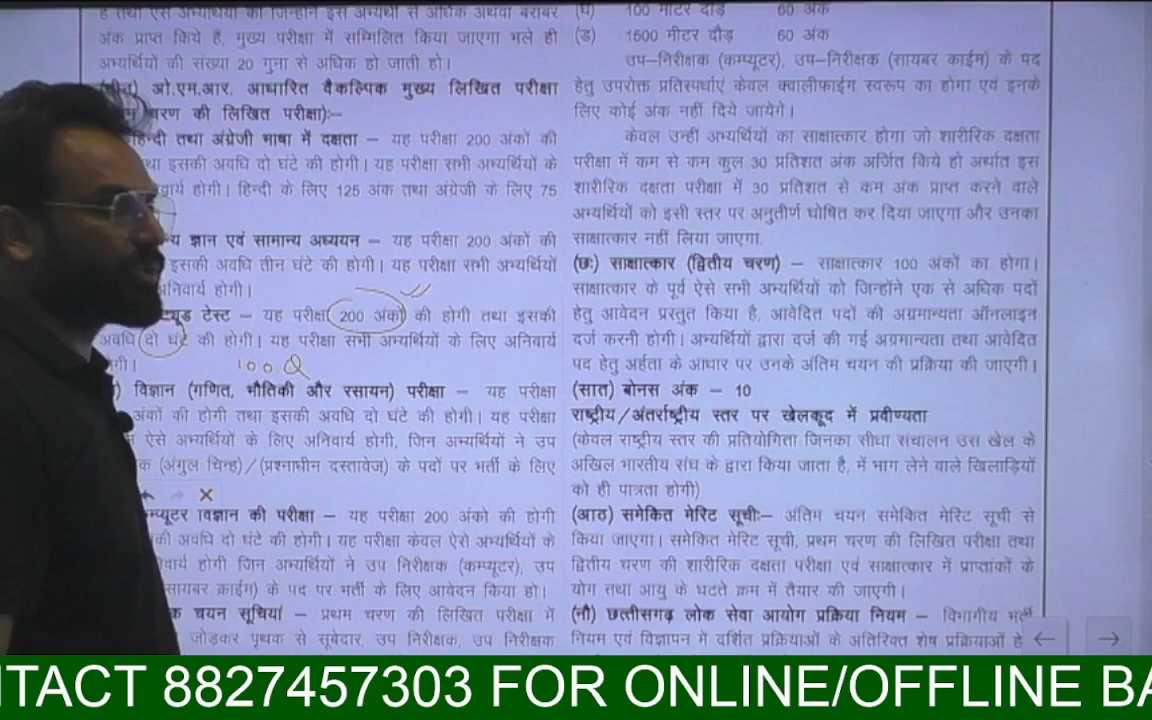 है तथा ऐसे अभ्यर्थियों को जिन्होंने इस अभ्यर्थी से अधिक अथवा बराबर
अंक प्राप्त किये हैं, मुख्य परीक्षा में सम्मिलित किया जाएगा भले ही
अभ्यर्थियों की संख्या 20 गुना से अधिक हो जाती हो।
ओ.एम.आर. आधारित वैकल्पिक मुख्य लिखित परीक्षा
चरण की लिखित परीक्षा):–
हिन्दी तथा अंग्रेजी भाषा में दक्षता – यह परीक्षा 200 अंकों की
इसकी अवधि दो घंटे की होगी। यह परीक्षा सभी अभ्यर्थियों के
होगी। हिन्दी के लिए 125 अंक तथा अंग्रेजी के लिए 75
ज्ञान एवं सामान्य अध्ययन – यह परीक्षा 200 अंकों की
इसकी अवधि तीन घंटे की होगी। यह परीक्षा सभी अभ्यर्थियों
होगी।
टेस्ट – यह परीक्षा 200 अंकों की होगी तथा इसकी
अवधि दो घंटे की होगी। यह परीक्षा सभी अभ्यर्थियों के लिए अनिवार्य
100 Q
विज्ञान (गणित, भौतिकी और रसायन) परीक्षा – यह परीक्षा
अंकों की होगी तथा इसकी अवधि दो घंटे की होगी। यह परीक्षा
ऐसे अभ्यर्थियों के लिए अनिवार्य होगी, जिन अभ्यर्थियों ने उप
(अंगुल चिन्ह)/(प्रश्नाधीन दस्तावेज) के पदों पर भर्ती के लिए
विज्ञान की परीक्षा – यह परीक्षा 200 अंको की होगी
की अवधि दो घंटे की होगी। यह परीक्षा केवल ऐसे अभ्यर्थियों के
होगी जिन अभ्यर्थियों ने उप निरीक्षक (कम्प्यूटर), उप
सायबर क्राईम) के पद पर भर्ती के लिए आवेदन किया हो।
चयन सूचियां – प्रथम चरण की लिखित परीक्षा में
जोड़कर पृथक से सूबेदार, उप निरीक्षक, उप निरीक्षक
(घ) 100 मीटर दौड़ 60 अंक
(ड) 1500 मीटर दौड़ 60 अंक
उप–निरीक्षक (कम्प्यूटर), उप–निरीक्षक (सायबर क्राईम) के पद
हेतु उपरोक्त प्रतिस्पर्धाएं केवल क्वालीफाईंग स्वरूप का होगा एवं इनके
लिए कोई अंक नहीं दिये जायेगे।
केवल उन्हीं अभ्यर्थियों का साक्षात्कार होगा जो शारीरिक दक्षता
परीक्षा में कम से कम कुल 30 प्रतिशत अंक अर्जित किये हो अर्थात इस
शारीरिक दक्षता परीक्षा में 30 प्रतिशत से कम अंक प्राप्त करने वाले
अभ्यर्थियों को इसी स्तर पर अनुतीर्ण घोषित कर दिया जाएगा और उनका
साक्षात्कार नहीं लिया जाएगा.
(छः) साक्षात्कार (द्वितीय चरण) – साक्षात्कार 100 अंकों का होगा।
साक्षात्कार के पूर्व ऐसे सभी अभ्यर्थियों को जिन्होंने एक से अधिक पदों
हेतु आवेदन प्रस्तुत किया है, आवेदित पदों की अग्रमान्यता ऑनलाइन
दर्ज करनी होगी। अभ्यर्थियों द्वारा दर्ज की गई अग्रमान्यता तथा आवेदित
पद हेतु अर्हता के आधार पर उनके अंतिम चयन की प्रक्रिया की जाएगी।
(सात) बोनस अंक – 10
राष्ट्रीय/अंतर्राष्ट्रीय स्तर पर खेलकूद में प्रवीण्यता
(केवल राष्ट्रीय स्तर की प्रतियोगिता जिनका सीधा संचालन उस खेल के
अखिल भारतीय संघ के द्वारा किया जाता है, में भाग लेने वाले खिलाड़ियों
को ही पात्रता होगी)
(आठ) समेकित मेरिट सूचीः– अंतिम चयन समेकित मेरिट सूची से
किया जाएगा। समेकित मेरिट सूची, प्रथम चरण की लिखित परीक्षा तथा
द्वितीय चरण की शारीरिक दक्षता परीक्षा एवं साक्षात्कार में प्राप्तांकों के
योग तथा आयु के घटते क्रम में तैयार की जाएगी।
(नौ) छत्तीसगढ़ लोक सेवा आयोग प्रक्रिया नियम – विभागीय भर्ती
नियम एवं विज्ञापन में दर्शित प्रक्रियाओं के अतिरिक्त शेष प्रक्रियाओं हे
NTACT 8827457303 FOR ONLINE/OFFLINE BA